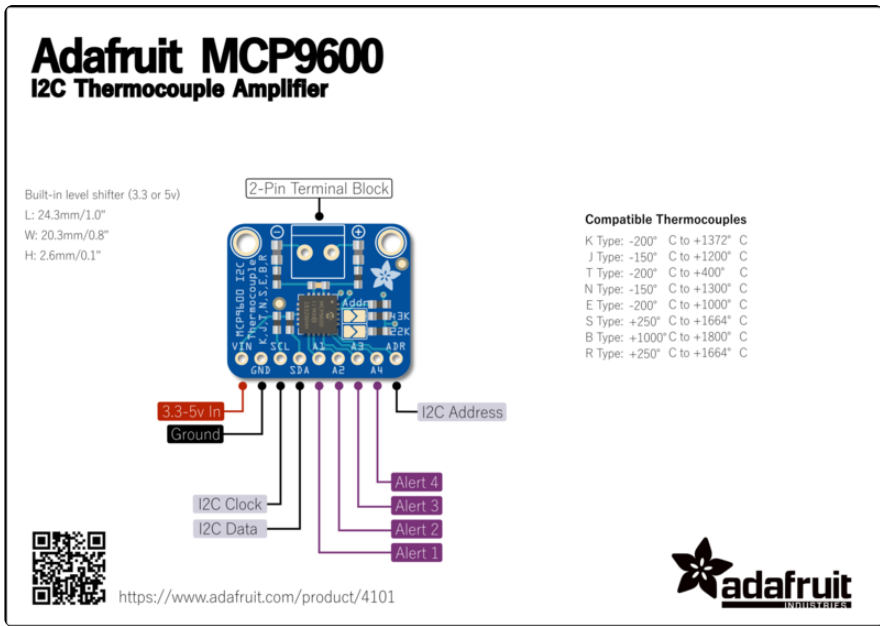 Adafruit MCP9600
I2C Thermocouple Amplifier
Built-in level shifter (3.3 or 5v)
L: 24.3mm/1.0"
W: 20.3mm/0.8"
H: 2.6mm/0.1"
2-Pin Terminal Block
MCP9600 I2C
Thermocouple
K,J,T,N,S,E,B,R
Addr
43K
22K
VIN SCL A1 A3 ADR
GND SDA A2 A4
3.3-5v In
Ground
I2C Clock
I2C Data
I2C Address
Alert 4
Alert 3
Alert 2
Alert 1
Compatible Thermocouples
K Type: -200° C to +1372° C
J Type: -150° C to +1200° C
T Type: -200° C to +400° C
N Type: -150° C to +1300° C
E Type: -200° C to +1000° C
S Type: +250° C to +1664° C
B Type: +1000° C to +1800° C
R Type: +250° C to +1664° C
https://www.adafruit.com/product/4101
adafruit
INDUSTRIES